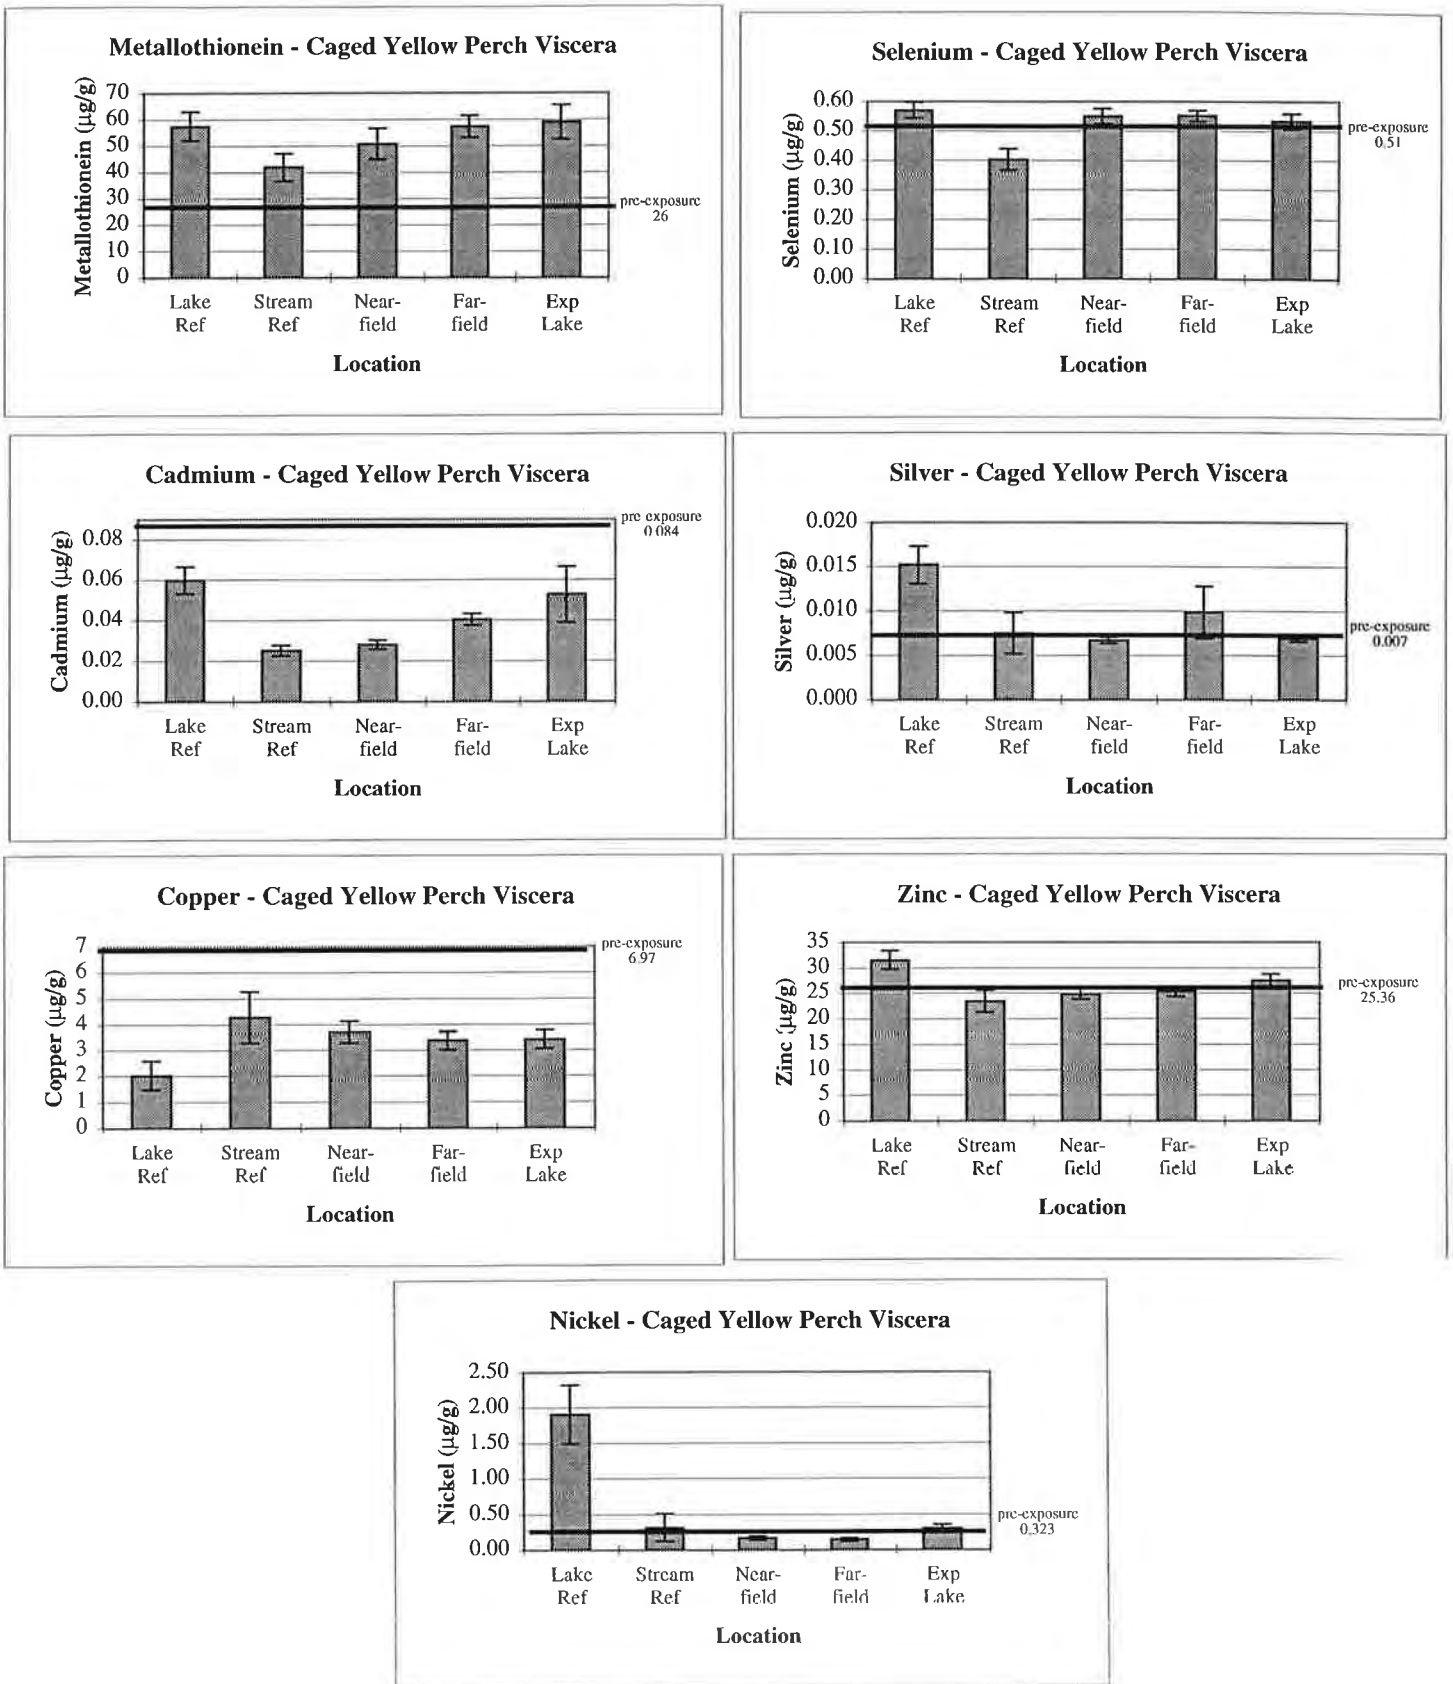 Metallothionein - Caged Yellow Perch Viscera
Metallothionein (µg/g)
70
60
50
40
30
20
10
0
pre-exposure
26
Lake Ref
Stream Ref
Near-field
Far-field
Exp Lake
Location
Selenium - Caged Yellow Perch Viscera
Selenium (µg/g)
0.60
0.50
0.40
0.30
0.20
0.10
0.00
pre-exposure
0.51
Lake Ref
Stream Ref
Near-field
Far-field
Exp Lake
Location
Cadmium - Caged Yellow Perch Viscera
Cadmium (µg/g)
0.08
0.06
0.04
0.02
0.00
pre exposure
0.084
Lake Ref
Stream Ref
Near-field
Far-field
Exp Lake
Location
Silver - Caged Yellow Perch Viscera
Silver (µg/g)
0.020
0.015
0.010
0.005
0.000
pre-exposure
0.007
Lake Ref
Stream Ref
Near-field
Far-field
Exp Lake
Location
Copper - Caged Yellow Perch Viscera
Copper (µg/g)
7
6
5
4
3
2
1
0
pre-exposure
6.97
Lake Ref
Stream Ref
Near-field
Far-field
Exp Lake
Location
Zinc - Caged Yellow Perch Viscera
Zinc (µg/g)
35
30
25
20
15
10
5
0
pre-exposure
25.36
Lake Ref
Stream Ref
Near-field
Far-field
Exp Lake
Location
Nickel - Caged Yellow Perch Viscera
Nickel (µg/g)
2.50
2.00
1.50
1.00
0.50
0.00
pre-exposure
0.323
Lake Ref
Stream Ref
Near-field
Far-field
Exp Lake
Location